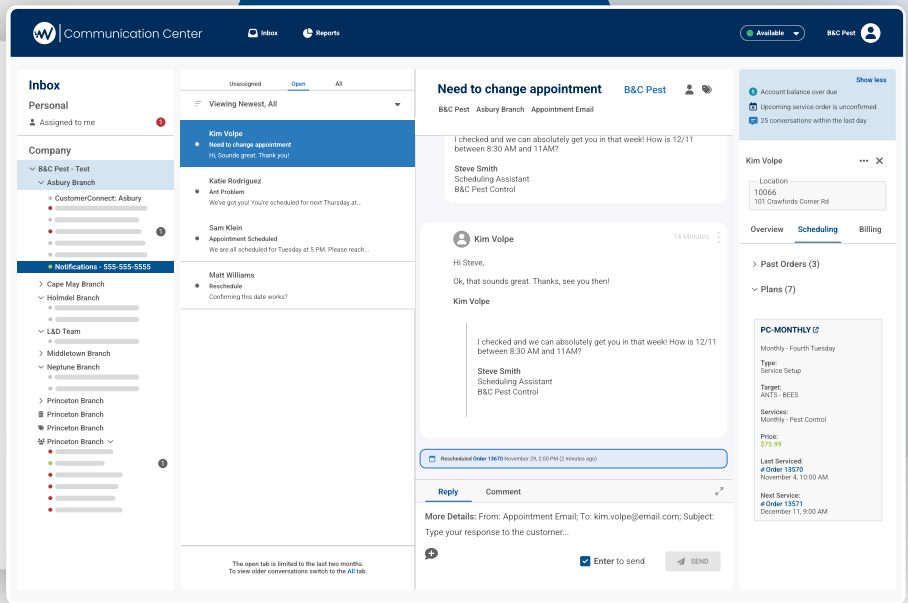 W Communication Center
Inbox
Reports
Available
B&C Pest
Inbox
Personal
Assigned to me
1
Company
B&C Pest - Test
Asbury Branch
CustomerConnect: Asbury
1
Notifications - 555-555-5555
Cape May Branch
Holmdel Branch
L&D Team
Middletown Branch
Neptune Branch
Princeton Branch
Princeton Branch
Princeton Branch
Princeton Branch
1
Unassigned Open All
Viewing Newest, All
Kim Volpe
Need to change appointment
Hi, Sounds great. Thank you!
Katie Rodriguez
Ant Problem
We've got you! You're scheduled for next Thursday at...
Sam Klein
Appointment Scheduled
We are all scheduled for Tuesday at 5 PM. Please reach...
Matt Williams
Reschedule
Confirming this date works?
The open tab is limited to the last two months.
To view older conversations switch to the All tab.
Need to change appointment B&C Pest
B&C Pest Asbury Branch Appointment Email
I checked and we can absolutely get you in that week! How is 12/11
between 8:30 AM and 11AM?
Steve Smith
Scheduling Assistant
B&C Pest Control
Kim Volpe
14 Minutes
Hi Steve,
Ok, that sounds great. Thanks, see you then!
Kim Volpe
I checked and we can absolutely get you in that week! How is 12/11
between 8:30 AM and 11AM?
Steve Smith
Scheduling Assistant
B&C Pest Control
Rescheduled Order 13670 November 29, 2:00 PM (2 minutes ago)
Reply Comment
More Details: From: Appointment Email; To: kim.volpe@email.com; Subject:
Type your response to the customer...
Enter to send
SEND
Show less
$ Account balance over due
Upcoming service order is unconfirmed
25 conversations within the last day
Kim Volpe
Location
10066
101 Crawfords Corner Rd
Overview Scheduling Billing
Past Orders (3)
Plans (7)
PC-MONTHLY
Monthly - Fourth Tuesday
Type:
Service Setup
Target:
ANTS - BEES
Services:
Monthly - Pest Control
Price:
$75.99
Last Serviced:
# Order 13570
November 4, 10:00 AM
Next Service:
# Order 13571
December 11, 9:00 AM